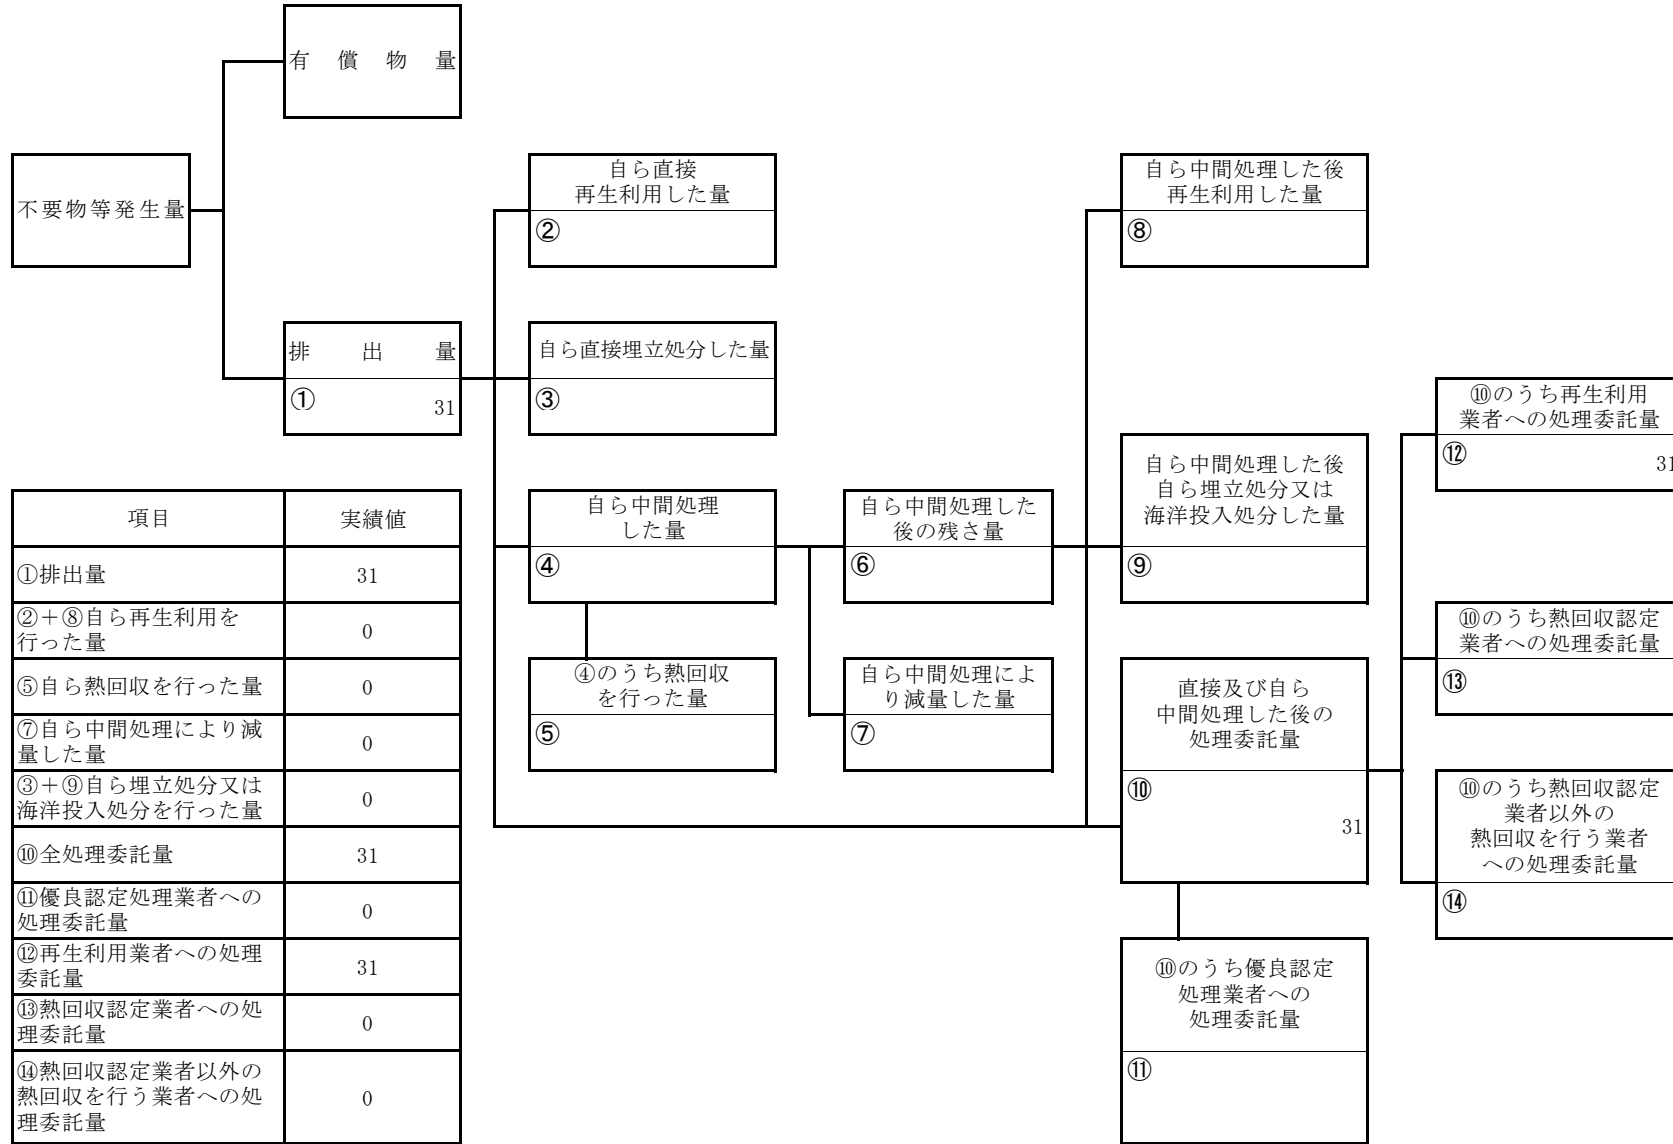 有償物量
不要物等発生量
排出量
① 31
自ら直接
再生利用した量
②
自ら直接埋立処分した量
③
自ら中間処理
した量
④
④のうち熱回収
を行った量
⑤
自ら中間処理した
後の残さ量
⑥
自ら中間処理によ
り減量した量
⑦
自ら中間処理した後
再生利用した量
⑧
自ら中間処理した後
自ら埋立処分又は
海洋投入処分した量
⑨
直接及び自ら
中間処理した後の
処理委託量
⑩
31
⑩のうち優良認定
処理業者への
処理委託量
⑪
⑩のうち再生利用
業者への処理委託量
⑫ 31
⑩のうち熱回収認定
業者への処理委託量
⑬
⑩のうち熱回収認定
業者以外の
熱回収を行う業者
への処理委託量
⑭
項目 実績値
①排出量 31
②＋⑧自ら再生利用を
行った量 0
⑤自ら熱回収を行った量 0
⑦自ら中間処理により減
量した量 0
③＋⑨自ら埋立処分又は
海洋投入処分を行った量 0
⑩全処理委託量 31
⑪優良認定処理業者への
処理委託量 0
⑫再生利用業者への処理
委託量 31
⑬熱回収認定業者への処
理委託量 0
⑭熱回収認定業者以外の
熱回収を行う業者への処
理委託量 0